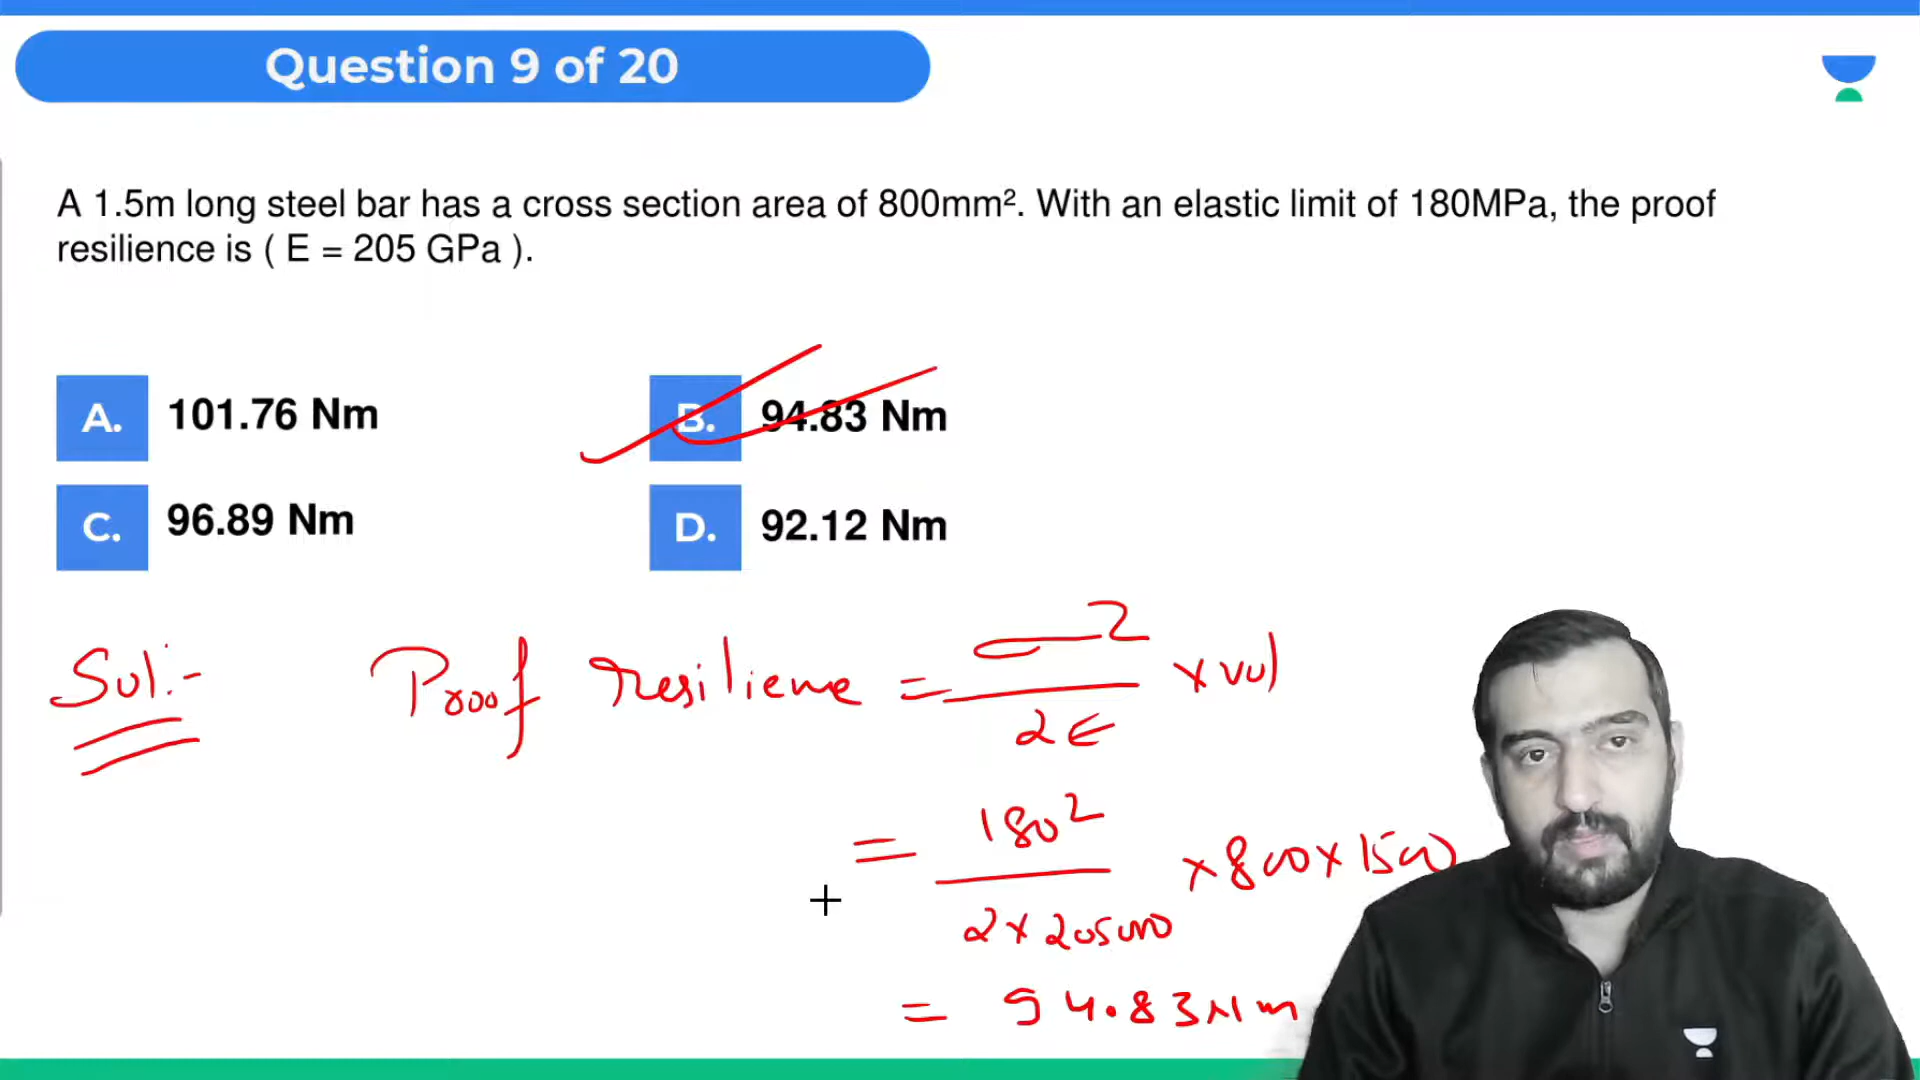 Question 9 of 20
A 1.5m long steel bar has a cross section area of 800mm². With an elastic limit of 180MPa, the proof
resilience is ( E = 205 GPa ).
A. 101.76 Nm
B. 94.83 Nm
C. 96.89 Nm
D. 92.12 Nm
Sol:- Proof resilience = σ² / 2E × vol
= 180² / 2 × 205000 × 800 × 1500
= 94.83 Nm